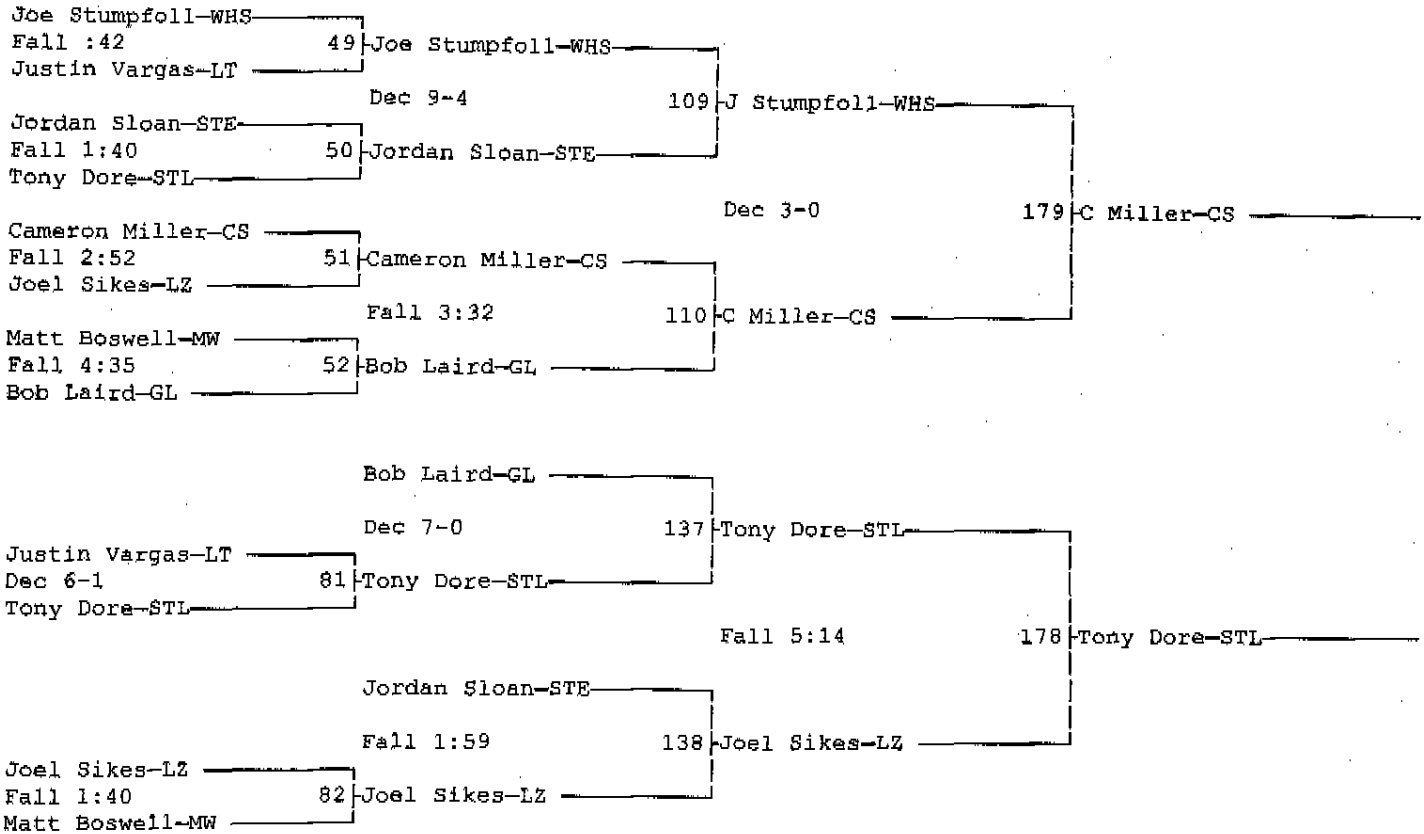 Joe Stumpfoll-WHS
Fall :42 49 Joe Stumpfoll-WHS
Justin Vargas-LT
Dec 9-4 109 J Stumpfoll-WHS
Jordan Sloan-STE
Fall 1:40 50 Jordan Sloan-STE
Tony Dore-STL
Dec 3-0 179 C Miller-CS
Cameron Miller-CS
Fall 2:52 51 Cameron Miller-CS
Joel Sikes-LZ
Fall 3:32 110 C Miller-CS
Matt Boswell-MW
Fall 4:35 52 Bob Laird-GL
Bob Laird-GL
Bob Laird-GL
Dec 7-0 137 Tony Dore-STL
Justin Vargas-LT
Dec 6-1 81 Tony Dore-STL
Tony Dore-STL
Fall 5:14 178 Tony Dore-STL
Jordan Sloan-STE
Fall 1:59 138 Joel Sikes-LZ
Joel Sikes-LZ
Fall 1:40 82 Joel Sikes-LZ
Matt Boswell-MW